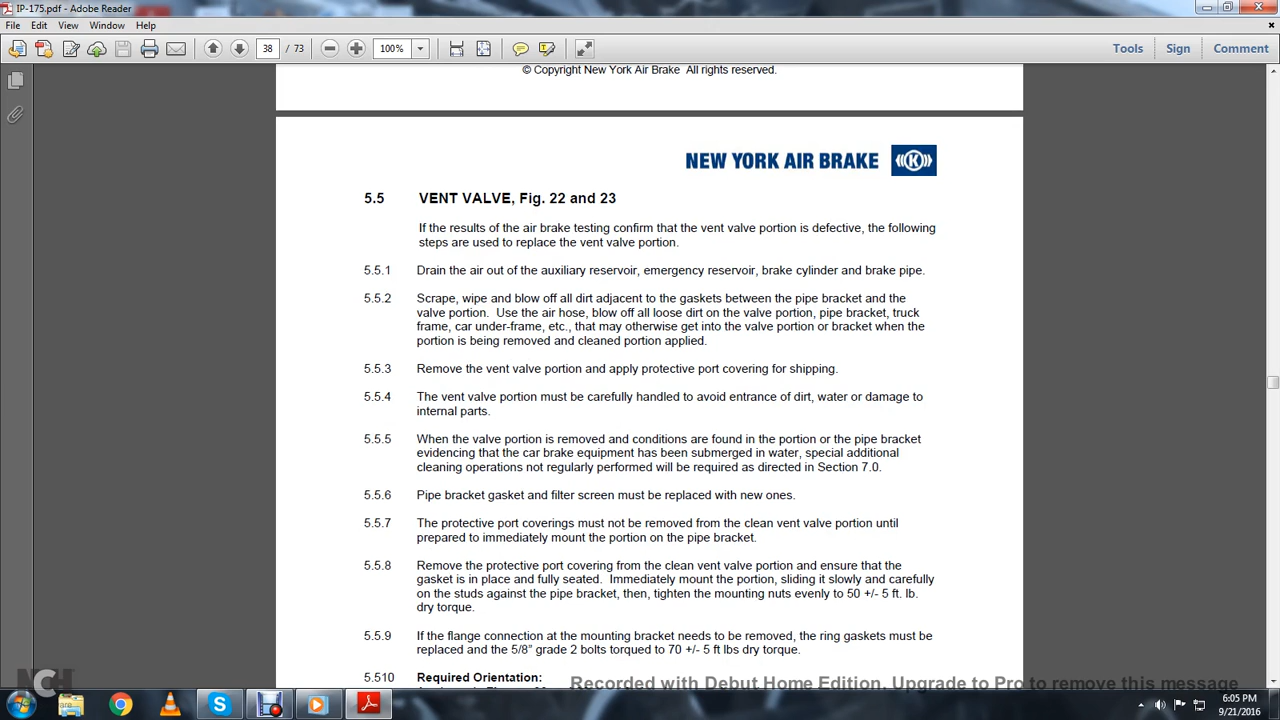 IP-175.pdf - Adobe Reader
File Edit View Window Help
38 / 73 100% Tools Sign Comment
© Copyright New York Air Brake All rights reserved.
NEW YORK AIR BRAKE ((K))
5.5 VENT VALVE, Fig. 22 and 23
If the results of the air brake testing confirm that the vent valve portion is defective, the following
steps are used to replace the vent valve portion.
5.5.1 Drain the air out of the auxiliary reservoir, emergency reservoir, brake cylinder and brake pipe.
5.5.2 Scrape, wipe and blow off all dirt adjacent to the gaskets between the pipe bracket and the
valve portion. Use the air hose, blow off all loose dirt on the valve portion, pipe bracket, truck
frame, car under-frame, etc., that may otherwise get into the valve portion or bracket when the
portion is being removed and cleaned portion applied.
5.5.3 Remove the vent valve portion and apply protective port covering for shipping.
5.5.4 The vent valve portion must be carefully handled to avoid entrance of dirt, water or damage to
internal parts.
5.5.5 When the valve portion is removed and conditions are found in the portion or the pipe bracket
evidencing that the car brake equipment has been submerged in water, special additional
cleaning operations not regularly performed will be required as directed in Section 7.0.
5.5.6 Pipe bracket gasket and filter screen must be replaced with new ones.
5.5.7 The protective port coverings must not be removed from the clean vent valve portion until
prepared to immediately mount the portion on the pipe bracket.
5.5.8 Remove the protective port covering from the clean vent valve portion and ensure that the
gasket is in place and fully seated. Immediately mount the portion, sliding it slowly and carefully
on the studs against the pipe bracket, then, tighten the mounting nuts evenly to 50 +/- 5 ft. lb.
dry torque.
5.5.9 If the flange connection at the mounting bracket needs to be removed, the ring gaskets must be
replaced and the 5/8” grade 2 bolts torqued to 70 +/- 5 ft lbs dry torque.
5.510 Required Orientation:
Recorded with Debut Home Edition. Upgrade to Pro to remove this message
NCH
6:05 PM
9/21/2016